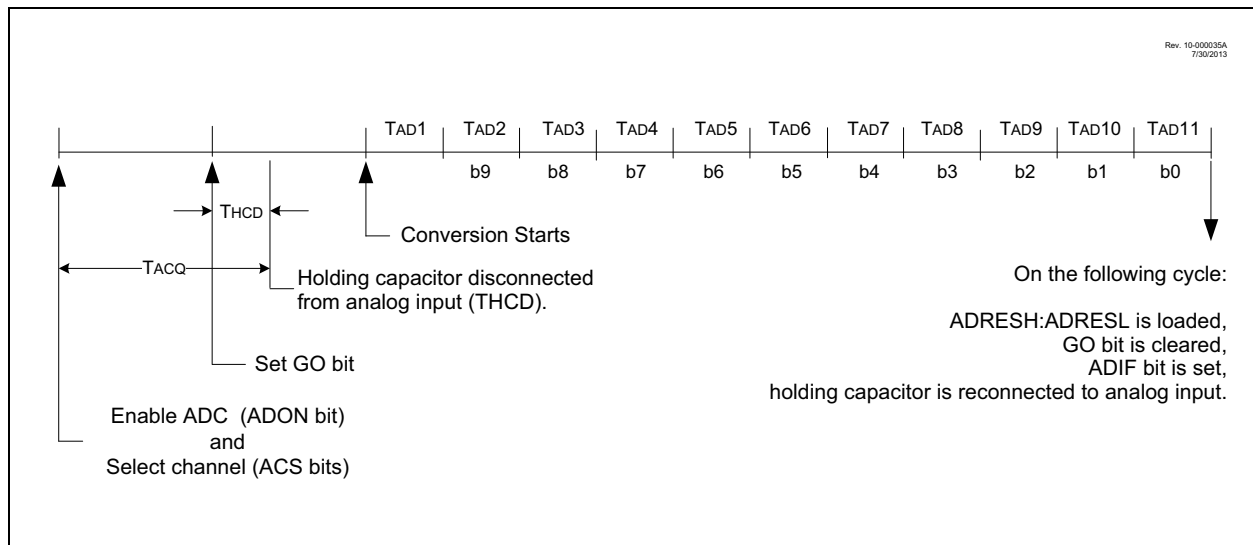 Rev. 10-000035A
7/30/2013
TAD1 TAD2 TAD3 TAD4 TAD5 TAD6 TAD7 TAD8 TAD9 TAD10 TAD11
b9 b8 b7 b6 b5 b4 b3 b2 b1 b0
THCD
Conversion Starts
TACQ
Holding capacitor disconnected
from analog input (THCD).
Set GO bit
Enable ADC (ADON bit)
and
Select channel (ACS bits)
On the following cycle:
ADRESH:ADRESL is loaded,
GO bit is cleared,
ADIF bit is set,
holding capacitor is reconnected to analog input.